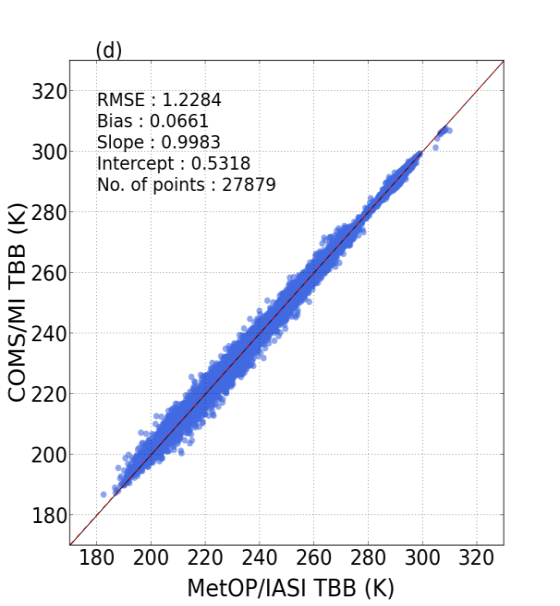 (d)
RMSE : 1.2284
Bias : 0.0661
Slope : 0.9983
Intercept : 0.5318
No. of points : 27879
320
300
280
260
240
220
200
180
COMS/MI TBB (K)
180 200 220 240 260 280 300 320
MetOP/IASI TBB (K)